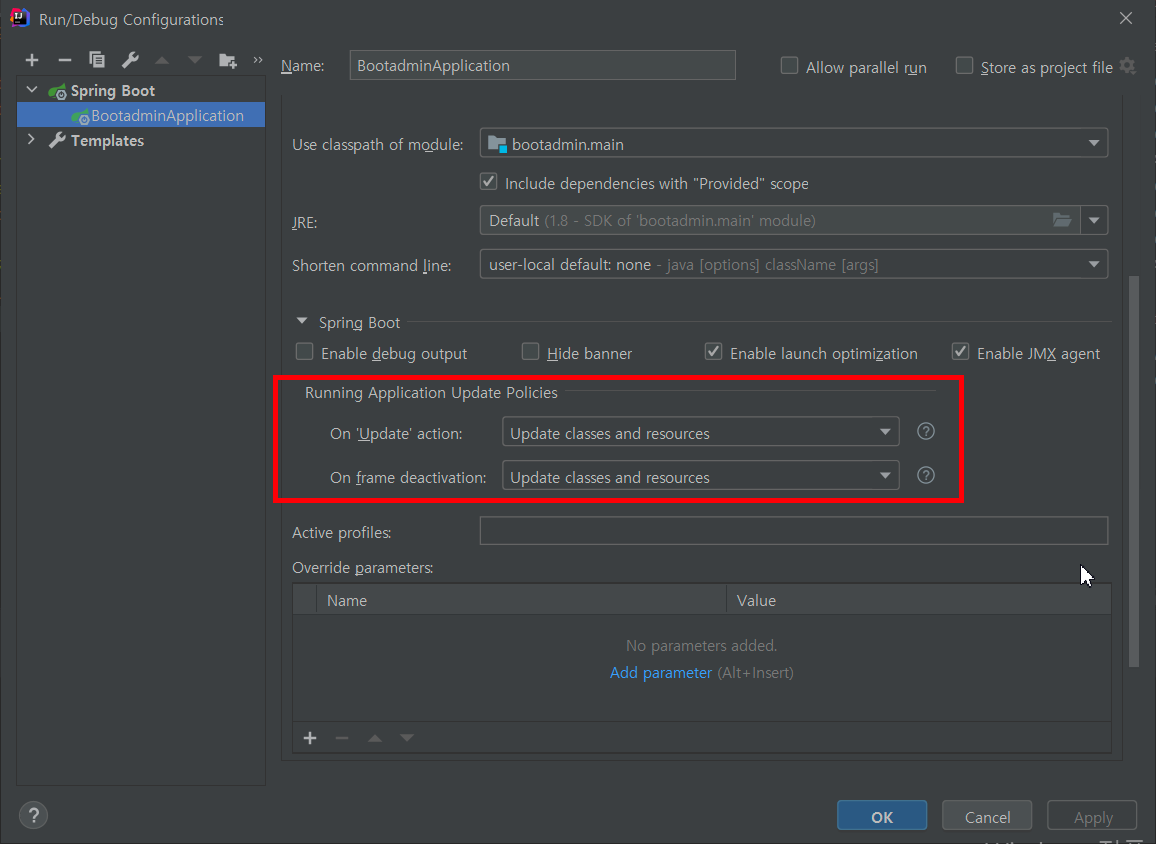 Run/Debug Configurations
Name: BootadminApplication Allow parallel run Store as project file
Spring Boot
BootadminApplication
Templates
Use classpath of module: bootadmin.main
Include dependencies with "Provided" scope
JRE: Default (1.8 - SDK of 'bootadmin.main' module)
Shorten command line: user-local default: none - java [options] className [args]
Spring Boot
Enable debug output Hide banner Enable launch optimization Enable JMX agent
Running Application Update Policies
On 'Update' action: Update classes and resources ?
On frame deactivation: Update classes and resources ?
Active profiles:
Override parameters:
Name Value
No parameters added.
Add parameter (Alt+Insert)
? OK Cancel Apply